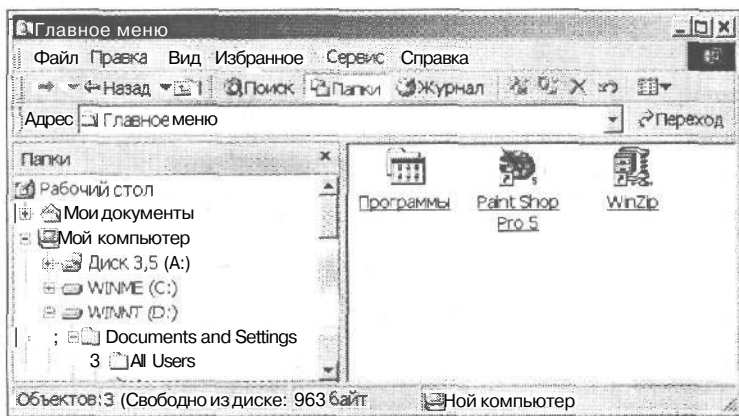 Главное меню
Файл Правка Вид Избранное Сервис Справка
Назад Поиск Папки Журнал
Адрес Главное меню Переход
Папки
Рабочий стол
Мои документы
Мой компьютер
Диск 3,5 (A:)
WINME (C:)
WINNT (D:)
; Documents and Settings
3 All Users
Программы
Paint Shop
Pro 5
WinZip
Объектов:3 (Свободно из диске: 963 байт Ной компьютер